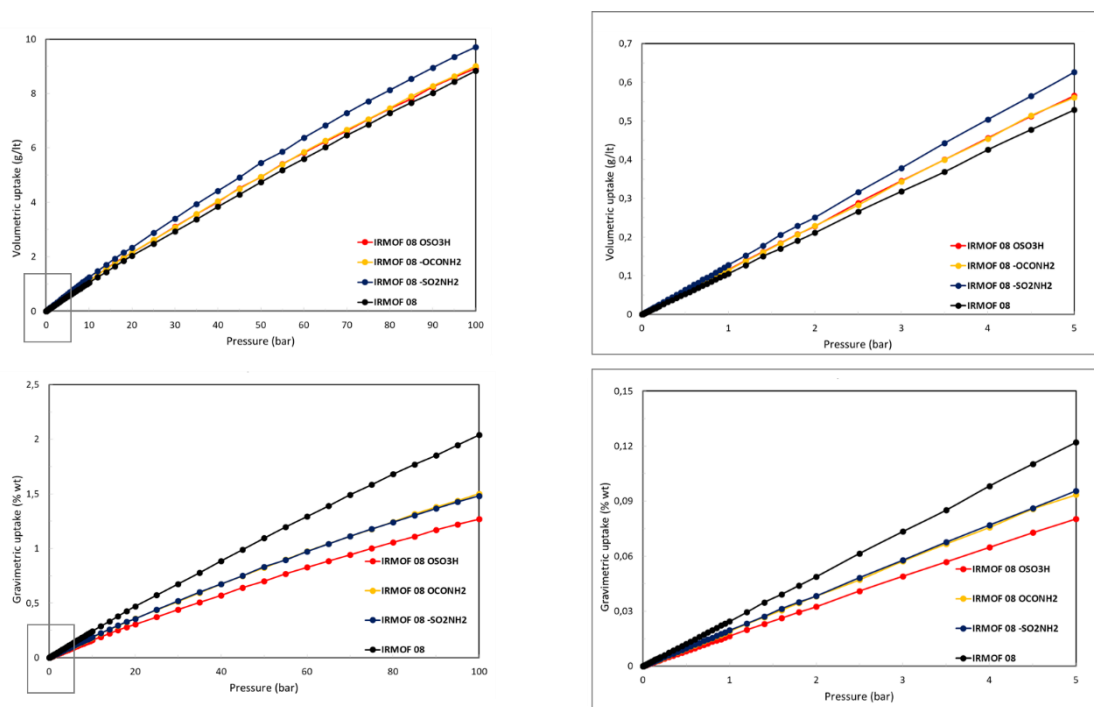 10
8
6
4
2
0
Volumetric uptake (g/lt)
IRMOF 08 OSO3H
IRMOF 08 -OCONH2
IRMOF 08 -SO2NH2
IRMOF 08
0 10 20 30 40 50 60 70 80 90 100
Pressure (bar)
0,7
0,6
0,5
0,4
0,3
0,2
0,1
0
Volumetric uptake (g/lt)
IRMOF 08 OSO3H
IRMOF 08 -OCONH2
IRMOF 08 -SO2NH2
IRMOF 08
0 1 2 3 4 5
Pressure (bar)
2,5
2
1,5
1
0,5
0
Gravimetric uptake (% wt)
IRMOF 08 OSO3H
IRMOF 08 OCONH2
IRMOF 08 -SO2NH2
IRMOF 08
0 20 40 60 80 100
Pressure (bar)
0,15
0,12
0,09
0,06
0,03
0
Gravimetric uptake (% wt)
IRMOF 08 OSO3H
IRMOF 08 OCONH2
IRMOF 08 -SO2NH2
IRMOF 08
0 1 2 3 4 5
Pressure (bar)